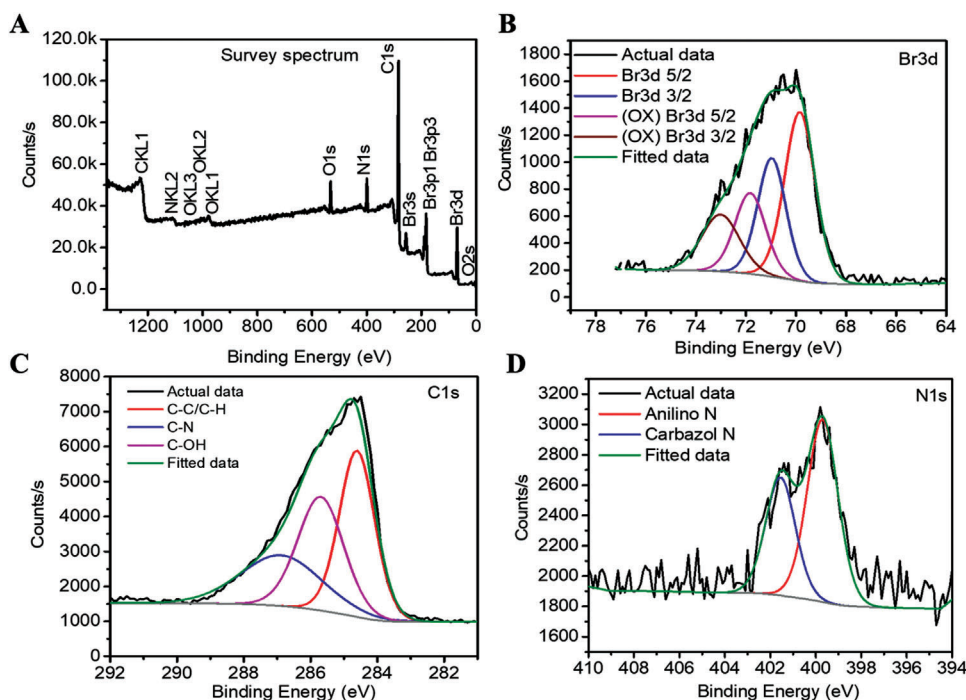 A
Survey spectrum
120.0k
100.0k
80.0k
60.0k
40.0k
20.0k
0.0
Counts/s
CKL1
NKL2
OKL3
OKL2
OKL1
O1s
N1s
C1s
Br3s
Br3p1 Br3p3
Br3d
O2s
1200 1000 800 600 400 200 0
Binding Energy (eV)
B
Br3d
Actual data
Br3d 5/2
Br3d 3/2
(OX) Br3d 5/2
(OX) Br3d 3/2
Fitted data
1800
1600
1400
1200
1000
800
600
400
200
0
Counts/s
78 76 74 72 70 68 66 64
Binding Energy (eV)
C
C1s
Actual data
C-C/C-H
C-N
C-OH
Fitted data
8000
7000
6000
5000
4000
3000
2000
1000
0
Counts/s
292 290 288 286 284 282
Binding Energy (eV)
D
N1s
Actual data
Anilino N
Carbazol N
Fitted data
3200
3000
2800
2600
2400
2200
2000
1800
1600
Counts/s
410 408 406 404 402 400 398 396 394
Binding Energy (eV)